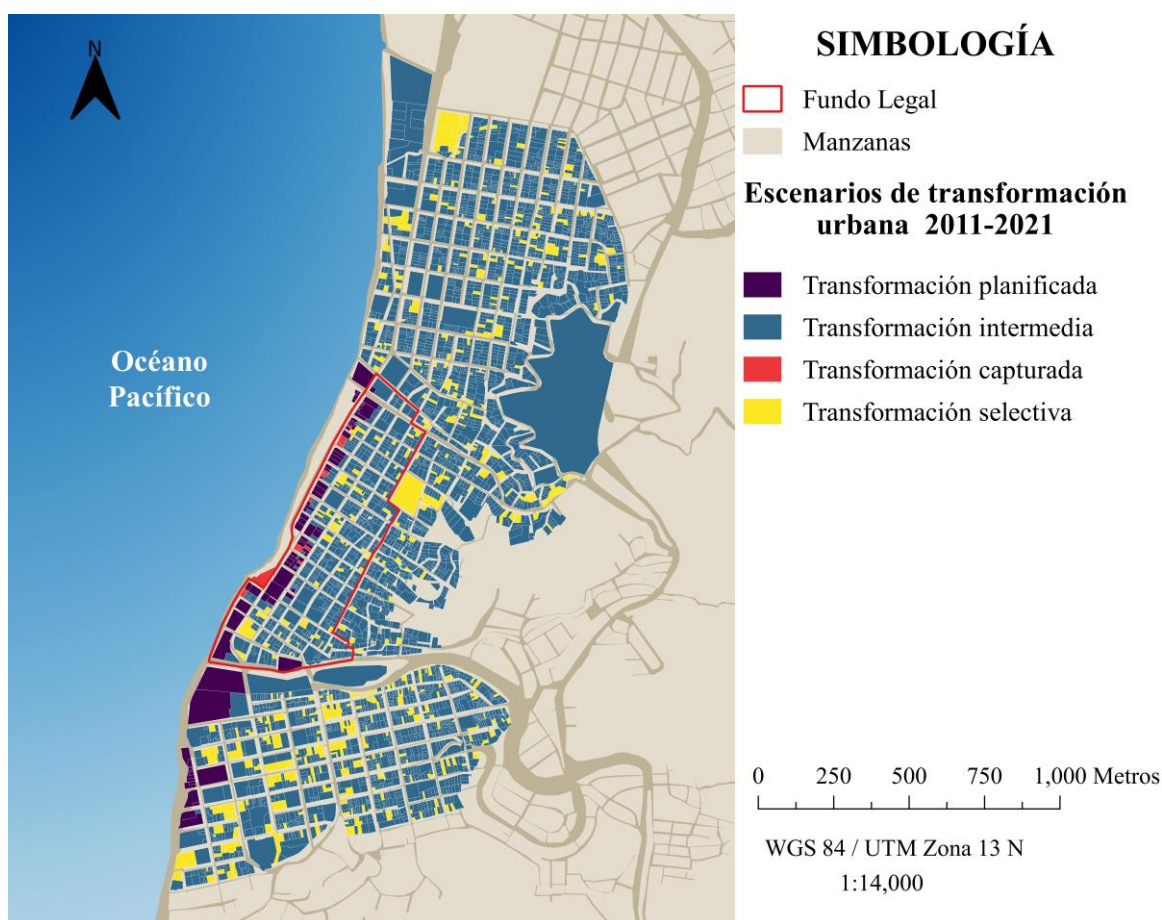 N
Océano
Pacífico
SIMBOLOGÍA
Fundo Legal
Manzanas
Escenarios de transformación
urbana 2011-2021
Transformación planificada
Transformación intermedia
Transformación capturada
Transformación selectiva
0 250 500 750 1,000 Metros
WGS 84 / UTM Zona 13 N
1:14,000